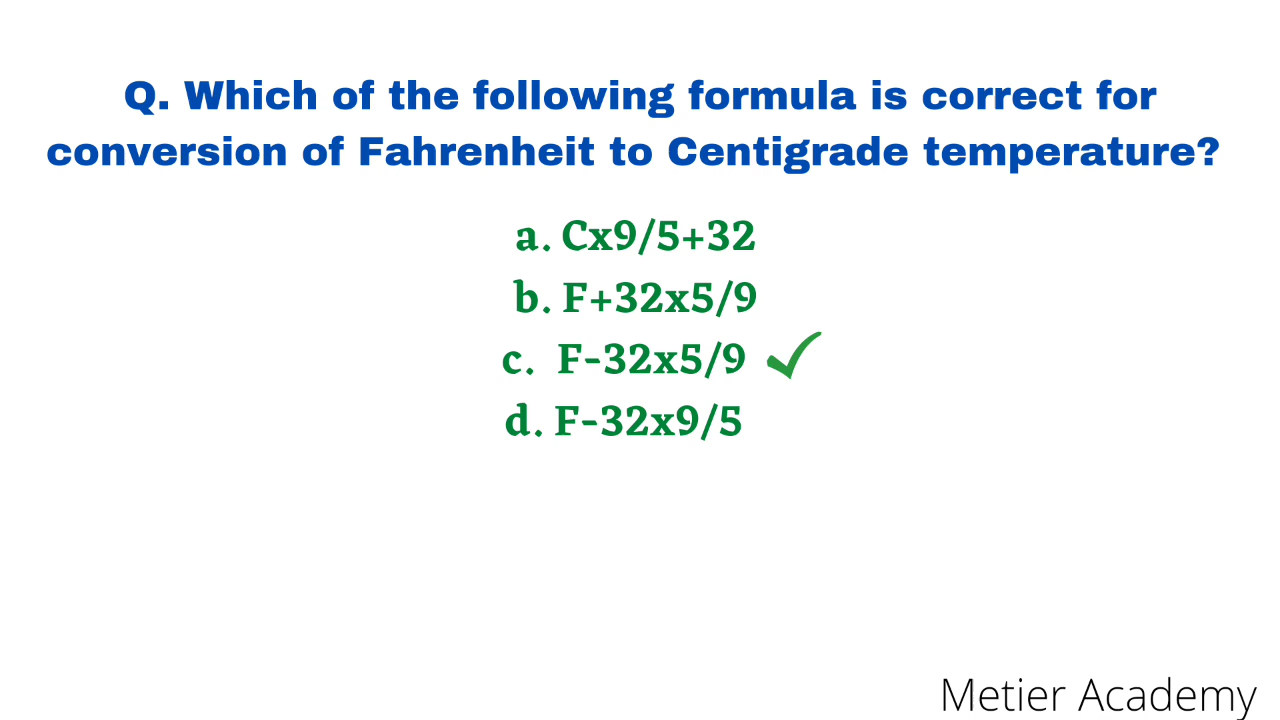 Q. Which of the following formula is correct for
conversion of Fahrenheit to Centigrade temperature?
a. Cx9/5+32
b. F+32x5/9
c. F-32x5/9
d. F-32x9/5
Metier Academy